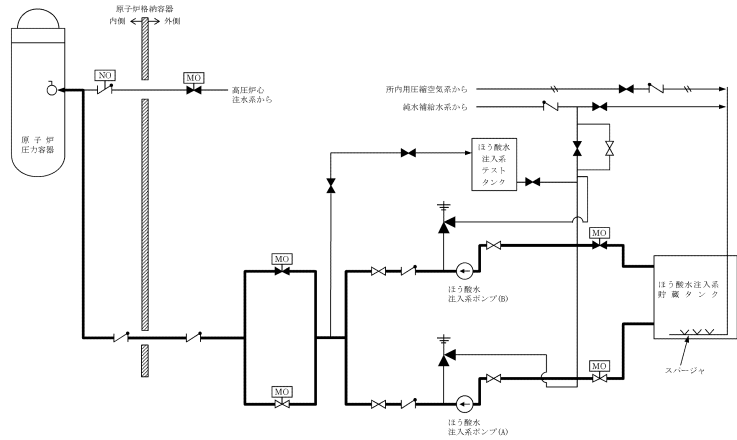 原子炉格納容器
内側
外側
原子炉
圧力容器
NO
MO
高圧炉心
注水系から
所内用圧縮空気系から
純水補給水系から
ほう酸水
注入系
テスト
タンク
MO
ほう酸水
注入系ポンプ(B)
MO
ほう酸水注入系
貯蔵タンク
スパージャ
MO
MO
ほう酸水
注入系ポンプ(A)